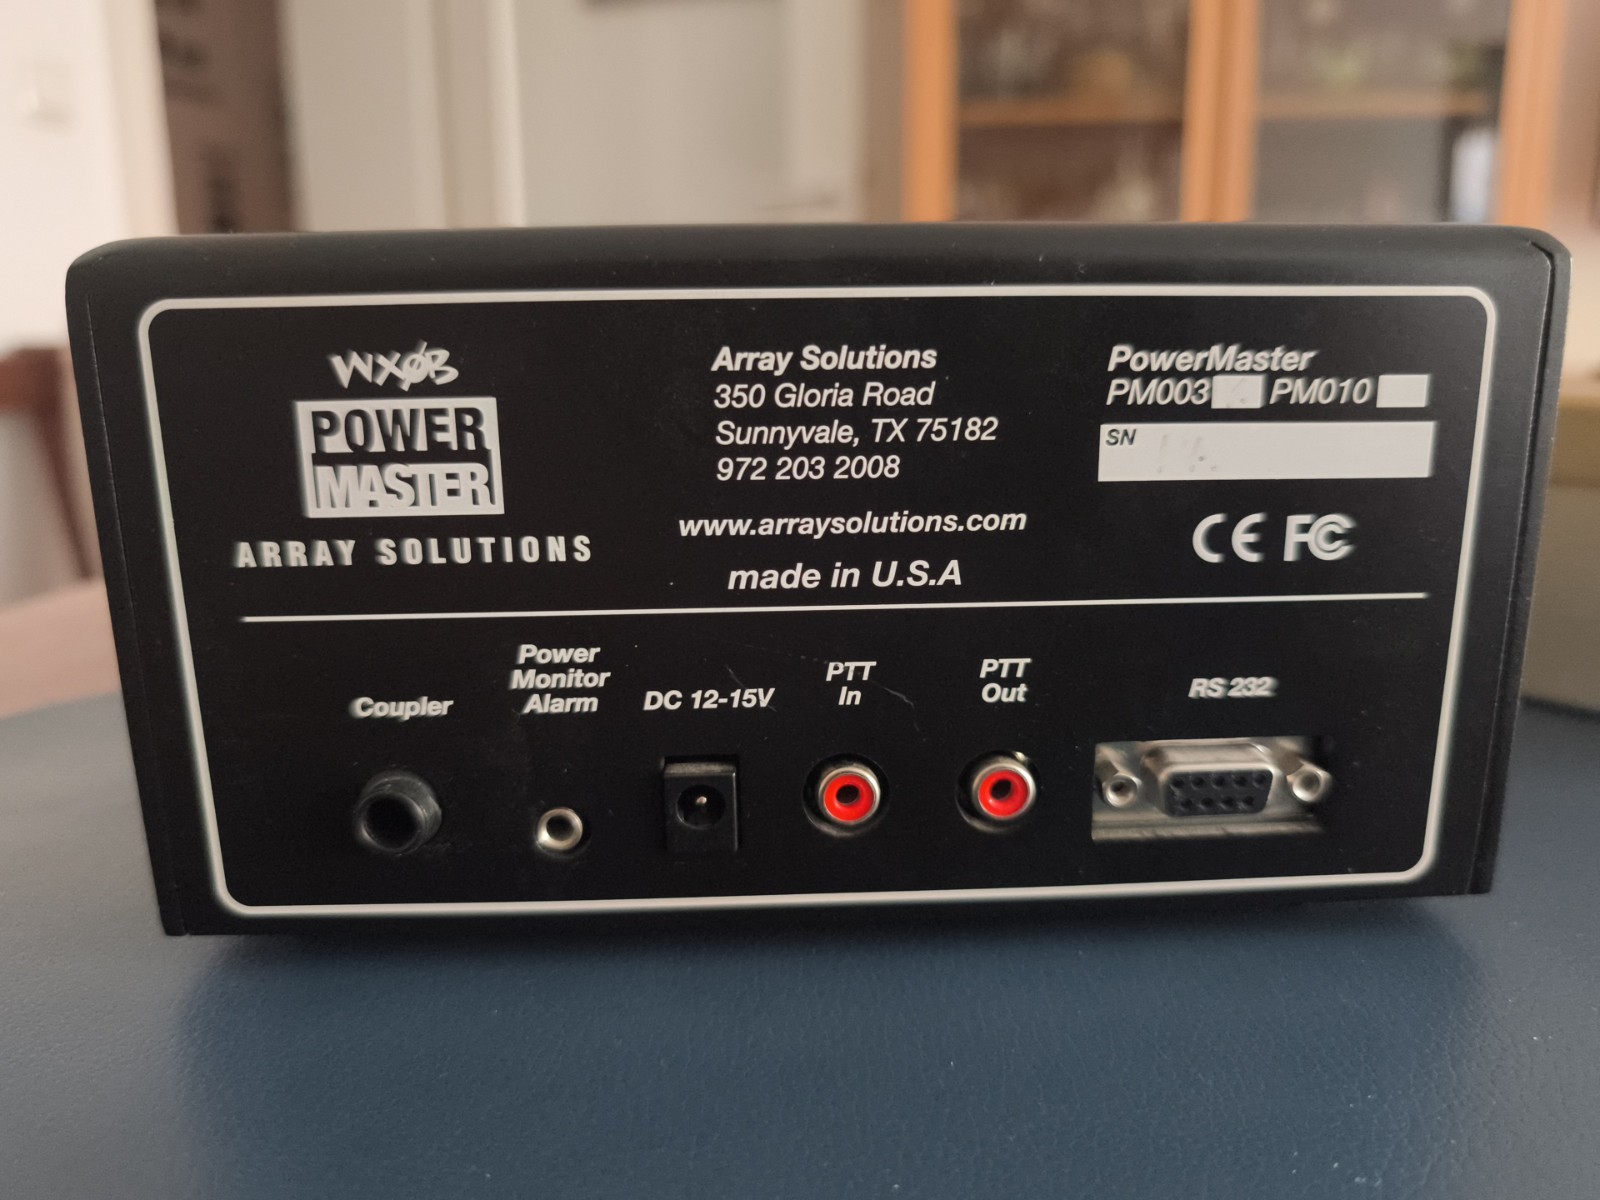 WXØB
POWER
MASTER
ARRAY SOLUTIONS
Array Solutions
350 Gloria Road
Sunnyvale, TX 75182
972 203 2008
www.arraysolutions.com
made in U.S.A
PowerMaster
PM003 PM010
SN
CE FC
Coupler
Power
Monitor
Alarm
DC 12-15V
PTT
In
PTT
Out
RS 232